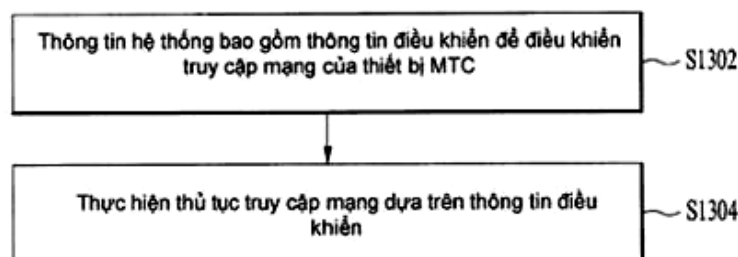 Thông tin hệ thống bao gồm thông tin điều khiển để điều khiển
truy cập mạng của thiết bị MTC
S1302
Thực hiện thủ tục truy cập mạng dựa trên thông tin điều
khiển
S1304